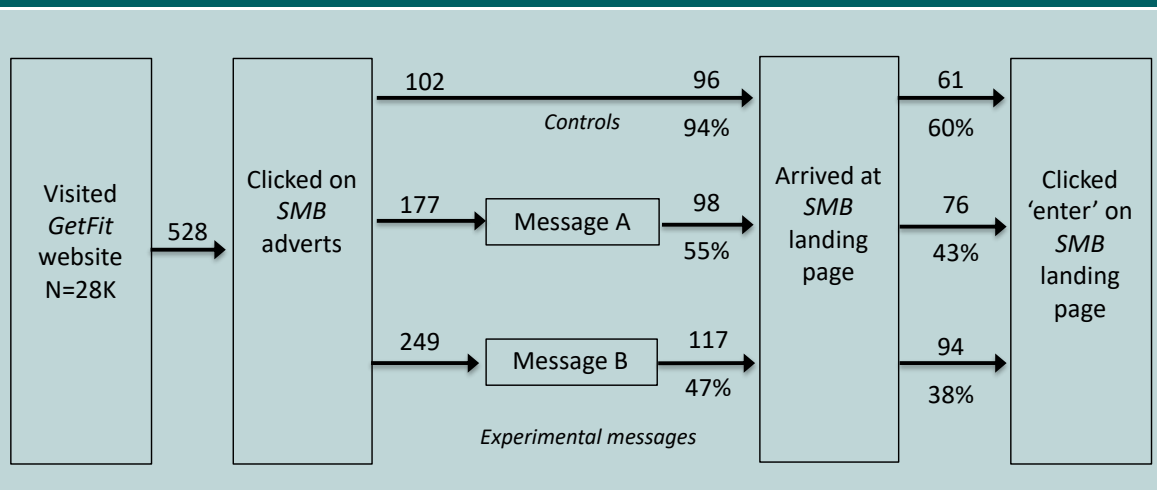 Visited
GetFit
website
N=28K
528
Clicked on
SMB
adverts
102
96
Controls
94%
177
Message A
98
55%
249
Message B
117
47%
Experimental messages
Arrived at
SMB
landing
page
61
60%
76
43%
94
38%
Clicked
‘enter’ on
SMB
landing
page